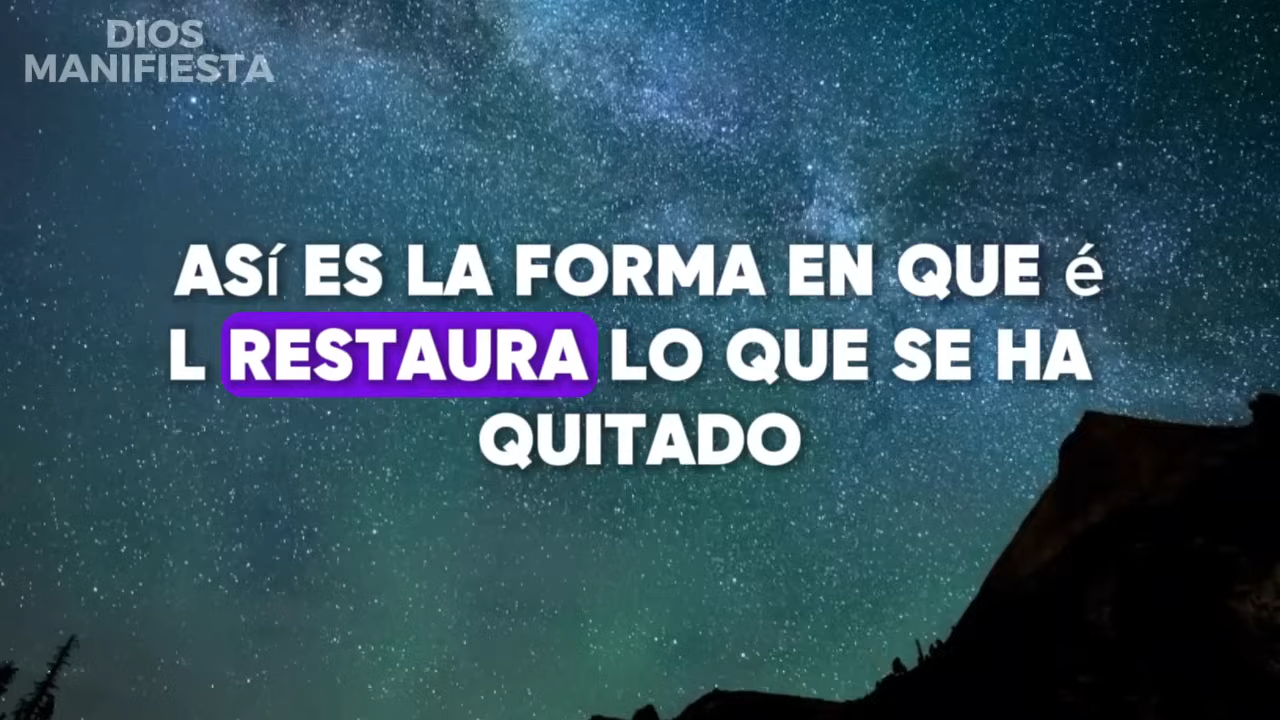 DIOS
MANIFIESTA
ASí ES LA FORMA EN QUE é
L RESTAURA LO QUE SE HA
QUITADO